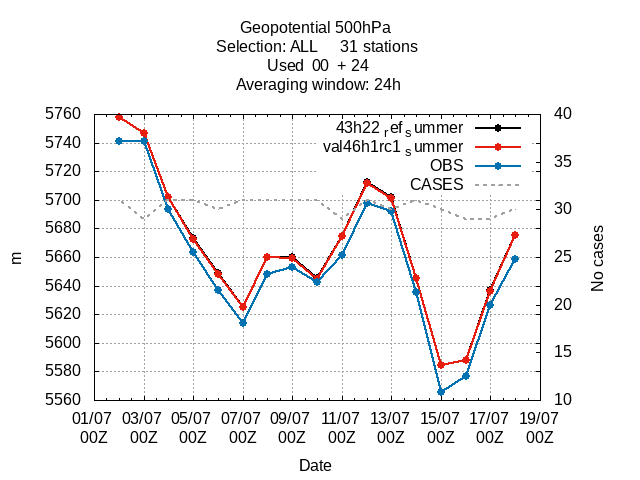 Geopotential 500hPa
Selection: ALL 31 stations
Used 00 + 24
Averaging window: 24h
43h22 ref summer
val46h1rc1 summer
OBS
CASES
5760
5740
5720
5700
5680
5660
5640
5620
5600
5580
5560
m
40
35
30
25
20
15
10
No cases
01/07 03/07 05/07 07/07 09/07 11/07 13/07 15/07 17/07 19/07
00Z 00Z 00Z 00Z 00Z 00Z 00Z 00Z 00Z 00Z
Date